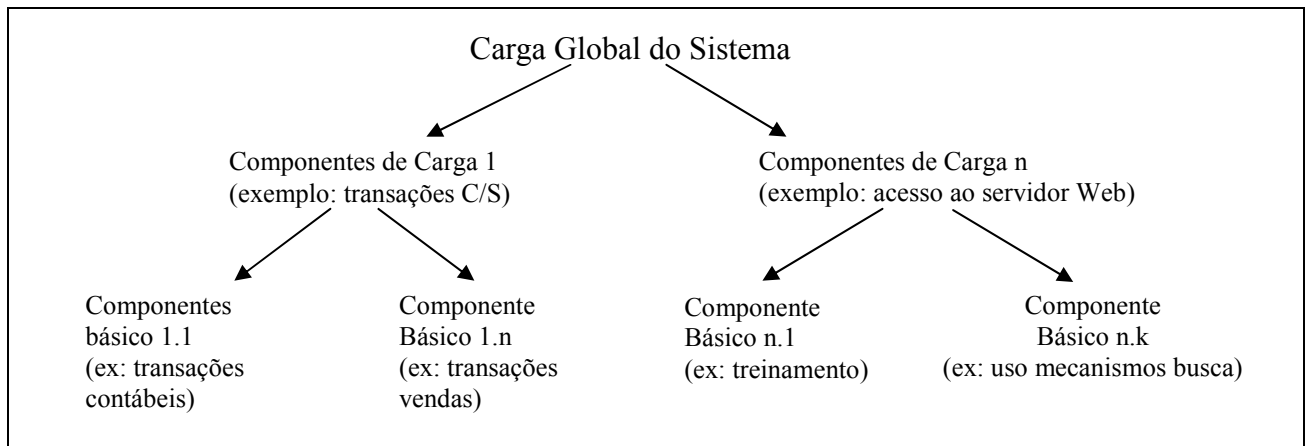 Carga Global do Sistema
Componentes de Carga 1
(exemplo: transações C/S)
Componentes de Carga n
(exemplo: acesso ao servidor Web)
Componentes
básico 1.1
(ex: transações
contábeis)
Componente
Básico 1.n
(ex: transações
vendas)
Componente
Básico n.1
(ex: treinamento)
Componente
Básico n.k
(ex: uso mecanismos busca)